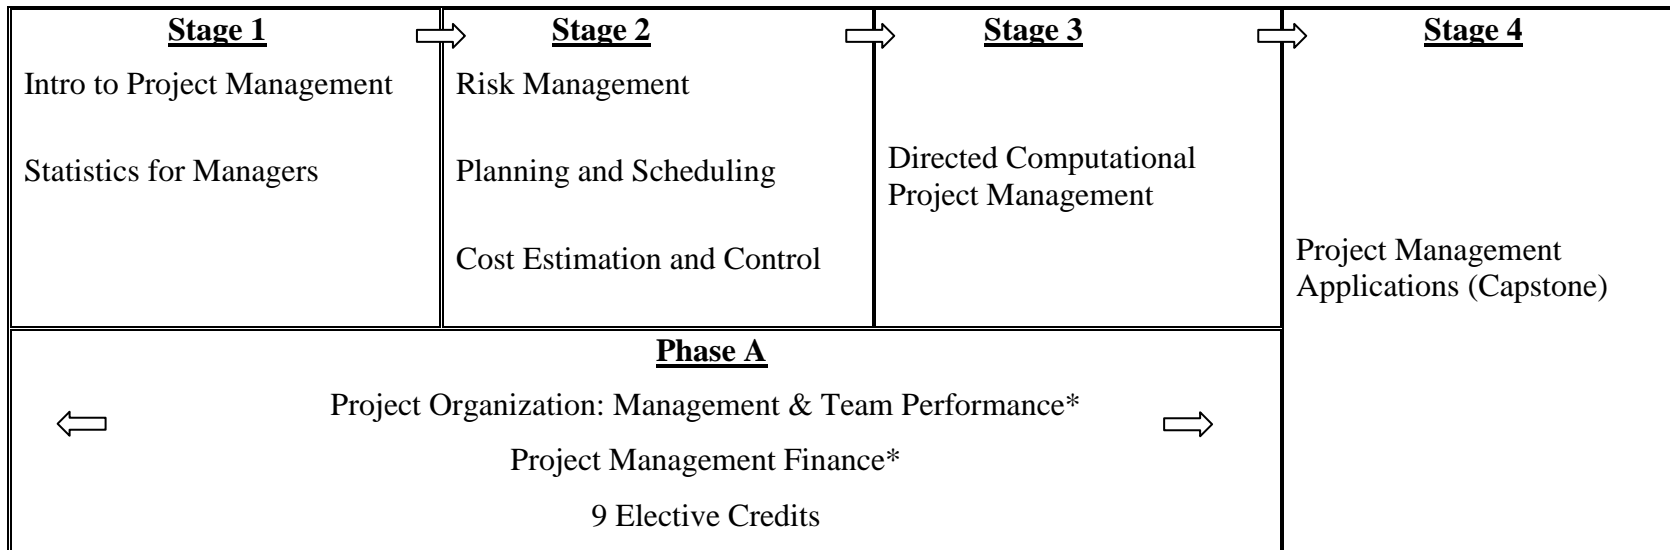 Stage 1
Intro to Project Management
Statistics for Managers
Stage 2
Risk Management
Planning and Scheduling
Cost Estimation and Control
Stage 3
Directed Computational
Project Management
Stage 4
Project Management
Applications (Capstone)
Phase A
Project Organization: Management & Team Performance*
Project Management Finance*
9 Elective Credits